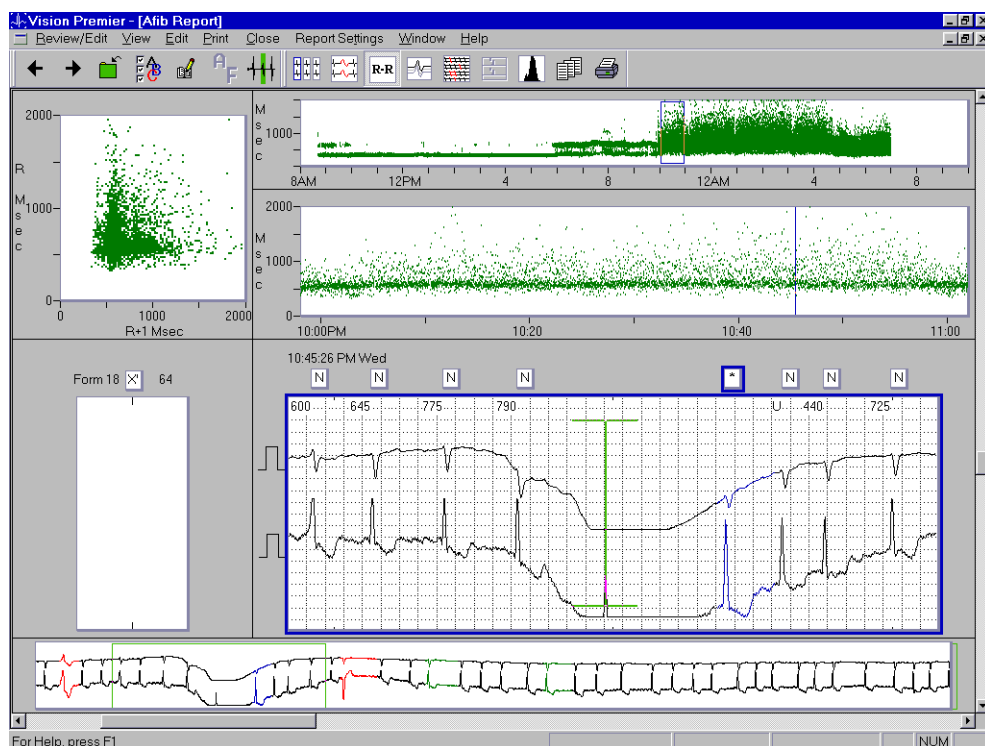 Vision Premier - [Afib Report]
Review/Edit View Edit Print Close Report Settings Window Help
A B C
A F
R-R
2000
1000
0
R Msec
0 1000 2000
R+1 Msec
Msec
1000
8AM 12PM 4 8 12AM 4 8
Msec
2000
1000
0
10:00PM 10:20 10:40 11:00
10:45:26 PM Wed
Form 18 X' 64
N N N N * N N N
600 645 775 790 U 440 725
For Help, press F1
NUM